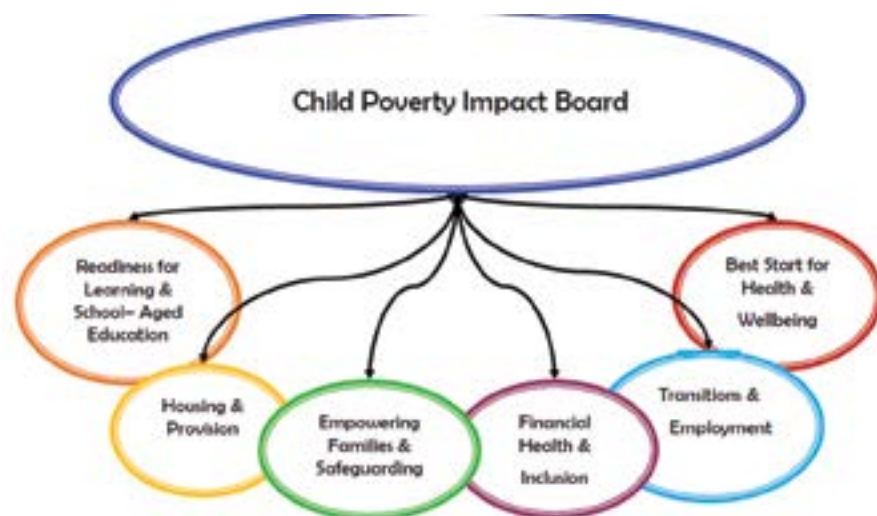 Child Poverty Impact Board
Readiness for
Learning &
School- Aged
Education
Housing &
Provision
Empowering
Families &
Safeguarding
Financial
Health &
Inclusion
Transitions &
Employment
Best Start for
Health &
Wellbeing